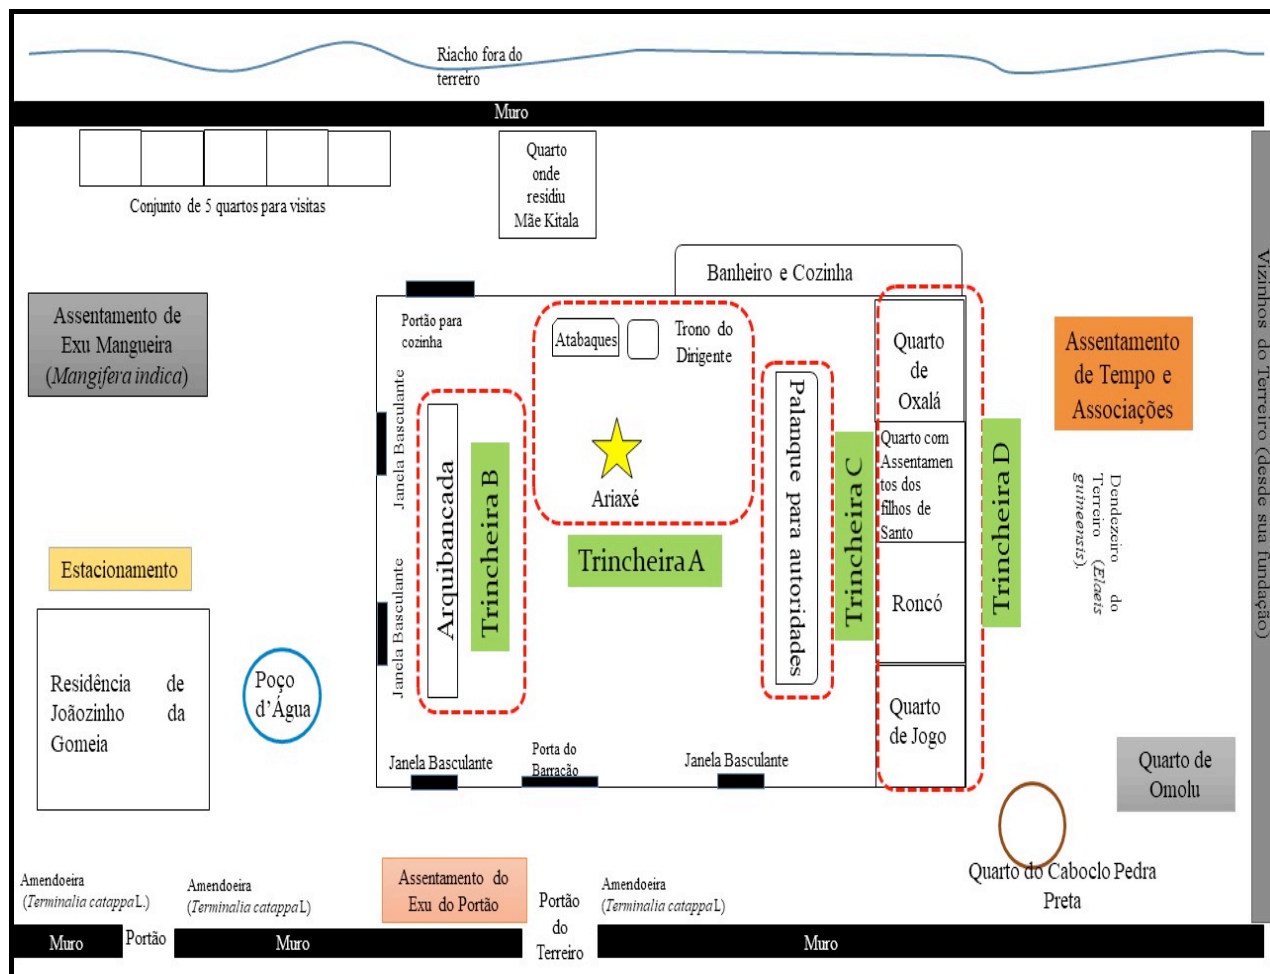 Riacho fora do
terreiro
Muro
Conjunto de 5 quartos para visitas
Quarto
onde
residiu
Mãe Kitala
Banheiro e Cozinha
Assentamento de
Exu Mangueira
(Mangifera indica)
Portão para
cozinha
Atabaques
Trono do
Dirigente
Ariaxé
Trincheira A
Janela Basculante
Janela Basculante
Arquibancada
Trincheira B
Palanque para autoridades
Trincheira C
Quarto
de
Oxalá
Quarto com
Assentamen
tos dos
filhos de
Santo
Roncó
Quarto
de Jogo
Trincheira D
Assentamento
de Tempo e
Associações
Dendezeiro do
Terreiro (Elaeis
guineensis).
Vizinhos do Terreiro (desde sua fundação)
Estacionamento
Residência de
Joãozinho da
Gomeia
Poço
d’Água
Janela Basculante
Porta do
Barracão
Janela Basculante
Quarto de
Omolu
Quarto do Caboclo Pedra
Preta
Amendoeira
(Terminalia catappa L.)
Amendoeira
(Terminalia catappa L)
Assentamento do
Exu do Portão
Portão
do
Terreiro
Amendoeira
(Terminalia catappa L)
Muro
Portão
Muro
Muro